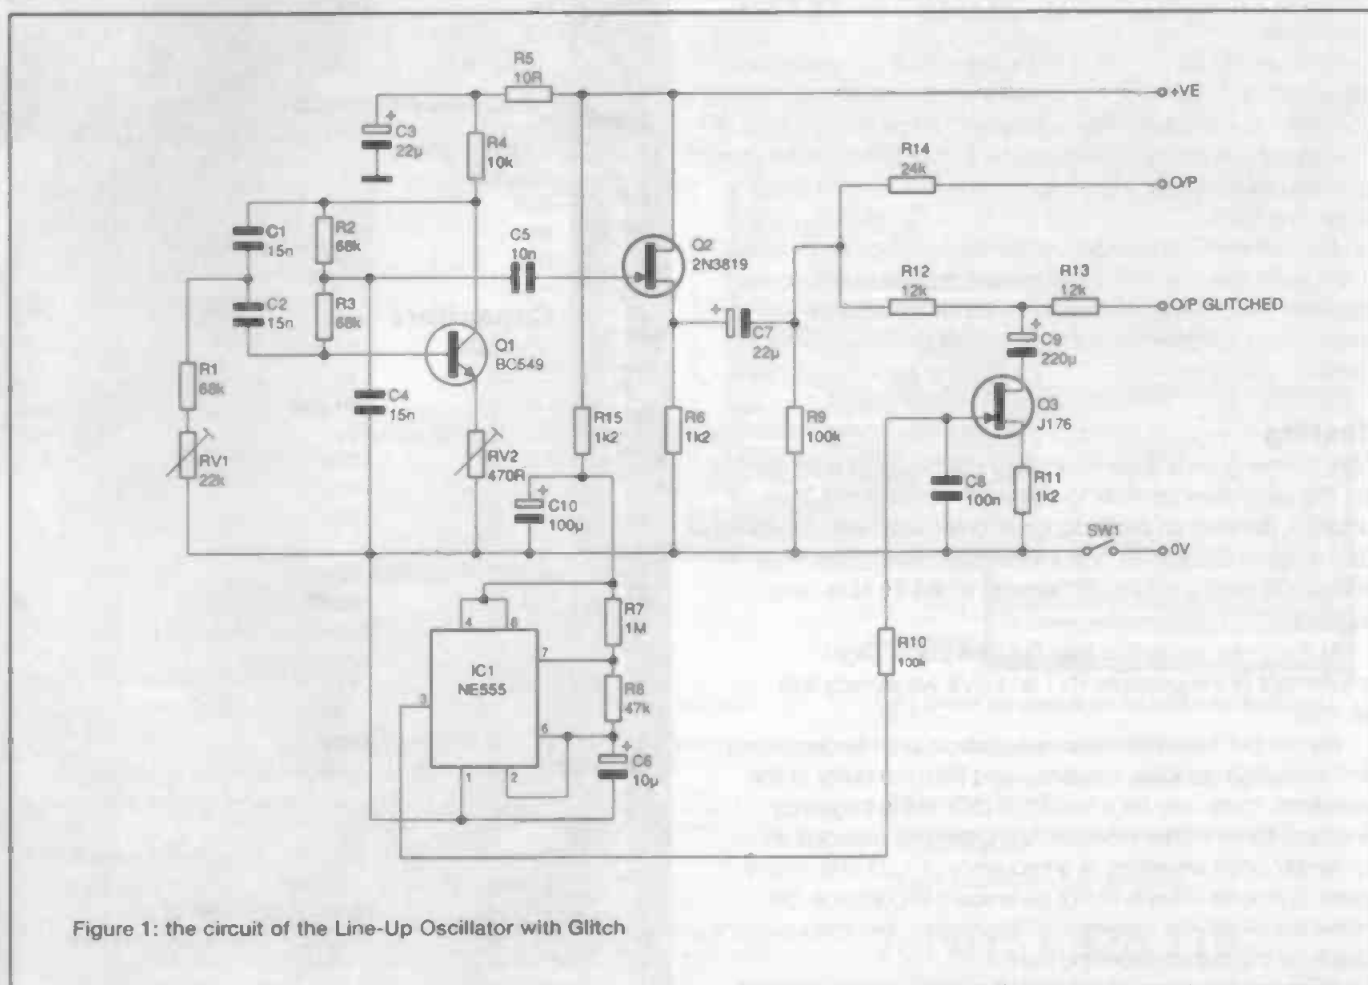 R5
10R
+VE
C3
22µ
R4
10k
R14
24k
O/P
C1
15n
R2
68k
C5
10n
Q2
2N3819
C2
15n
R3
68k
R12
12k
R13
12k
O/P GLITCHED
C7
22µ
C9
220µ
Q1
BC549
R1
68k
C4
15n
Q3
J176
R15
1k2
R6
1k2
R9
100k
RV1
22k
RV2
470R
C8
100n
R11
1k2
C10
100µ
SW1
0V
4
8
R7
1M
IC1
NE555
7
R10
100k
R8
47k
3
6
C6
10µ
1
2
Figure 1: the circuit of the Line-Up Oscillator with Glitch